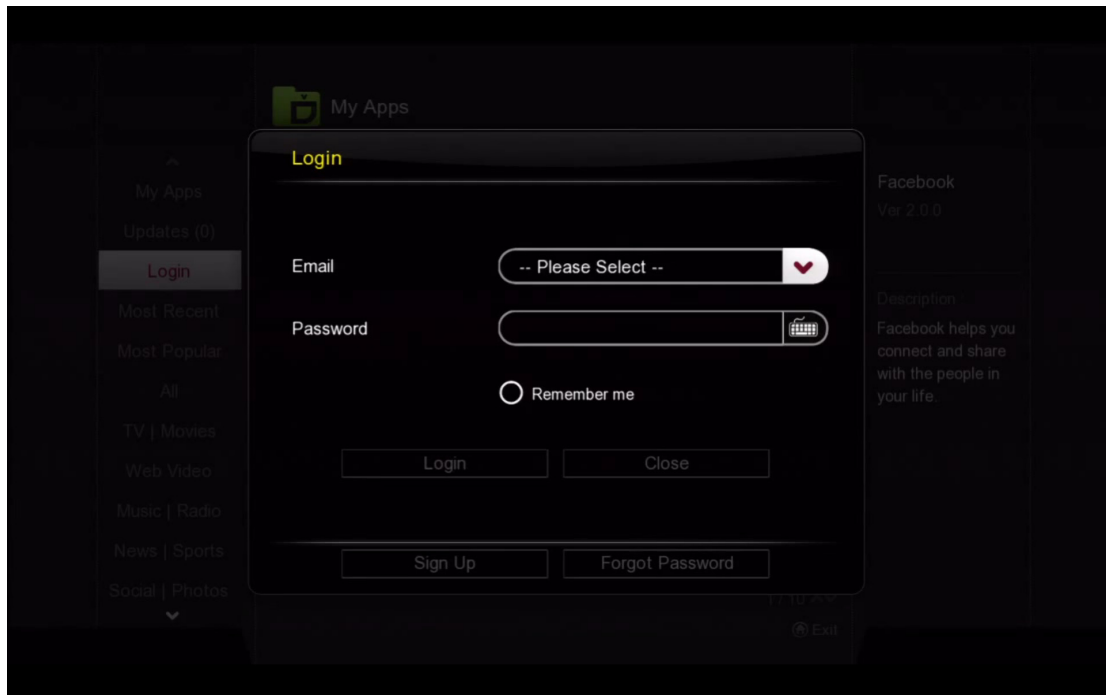 My Apps
Login
My Apps
Updates (0)
Login
Most Recent
Most Popular
All
TV | Movies
Web Video
Music | Radio
News | Sports
Social | Photos
Email
-- Please Select --
Password
Remember me
Login
Close
Sign Up
Forgot Password
Facebook
Ver 2.0.0
Description
Facebook helps you
connect and share
with the people in
your life.
Exit